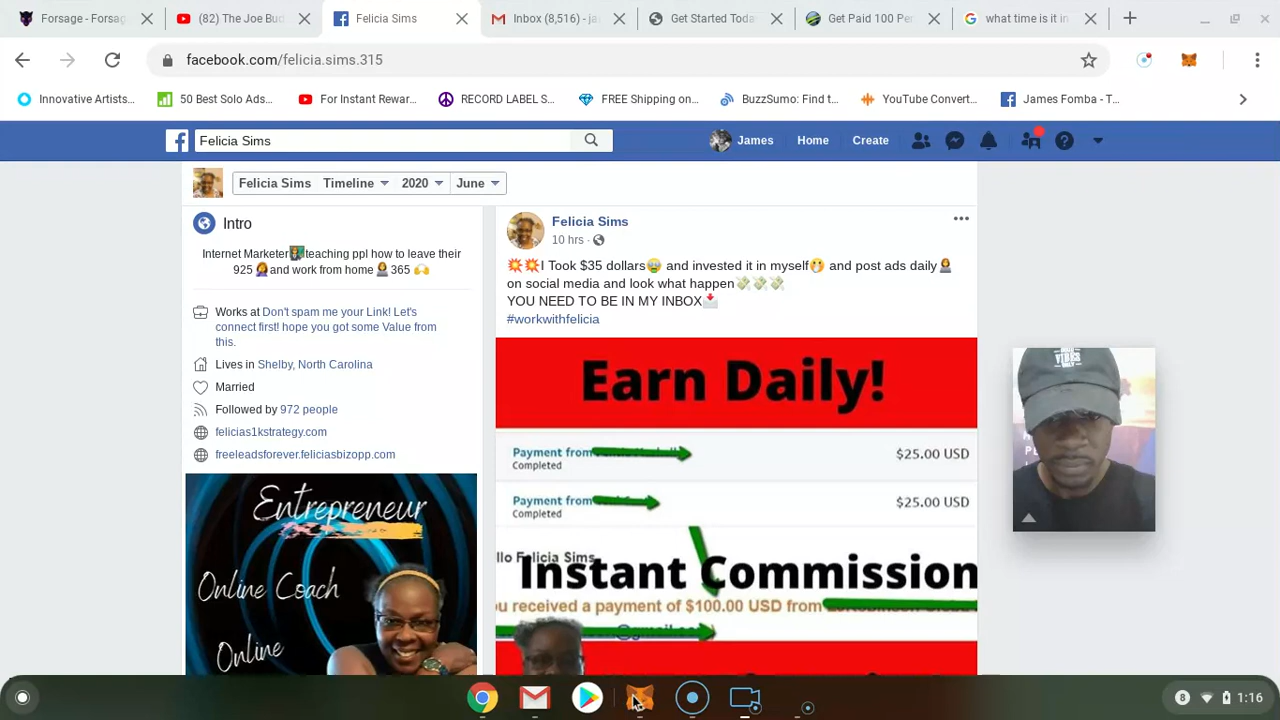 Forsage - Forsag
(82) The Joe Bud
Felicia Sims
Inbox (8,516) - ja
Get Started Toda
Get Paid 100 Per
what time is it in
facebook.com/felicia.sims.315
Innovative Artists...
50 Best Solo Ads...
For Instant Rewar...
RECORD LABEL S...
FREE Shipping on...
BuzzSumo: Find t...
YouTube Convert...
James Fomba - T...
Felicia Sims
James
Home
Create
Felicia Sims
Timeline
2020
June
Intro
Internet Marketer👩‍🏫teaching ppl how to leave their
925 🙅‍♀️and work from home 💁‍♀️365 🙌
Works at Don't spam me your Link! Let's
connect first! hope you got some Value from
this.
Lives in Shelby, North Carolina
Married
Followed by 972 people
felicias1kstrategy.com
freeleadsforever.feliciasbizopp.com
Entrepreneur
Online Coach
Online
Felicia Sims
10 hrs ·
💥💥I Took $35 dollars🤑 and invested it in myself🤭 and post ads daily🤷‍♀️
on social media and look what happen💸💸💸
YOU NEED TO BE IN MY INBOX📩
#workwithfelicia
Earn Daily!
Payment from
$25.00 USD
Completed
Payment from
$25.00 USD
Completed
llo Felicia Sims,
Instant Commission
ou received a payment of $100.00 USD from
8
1:16